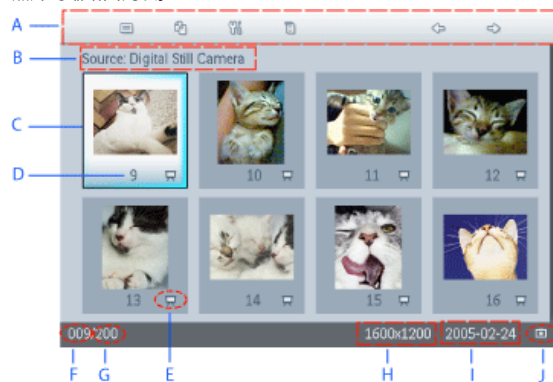 A
B Source: Digital Still Camera
C
D 9 10 11 12
13 14 15 16
009/200 1600x1200 2005-02-24
F G E H I J